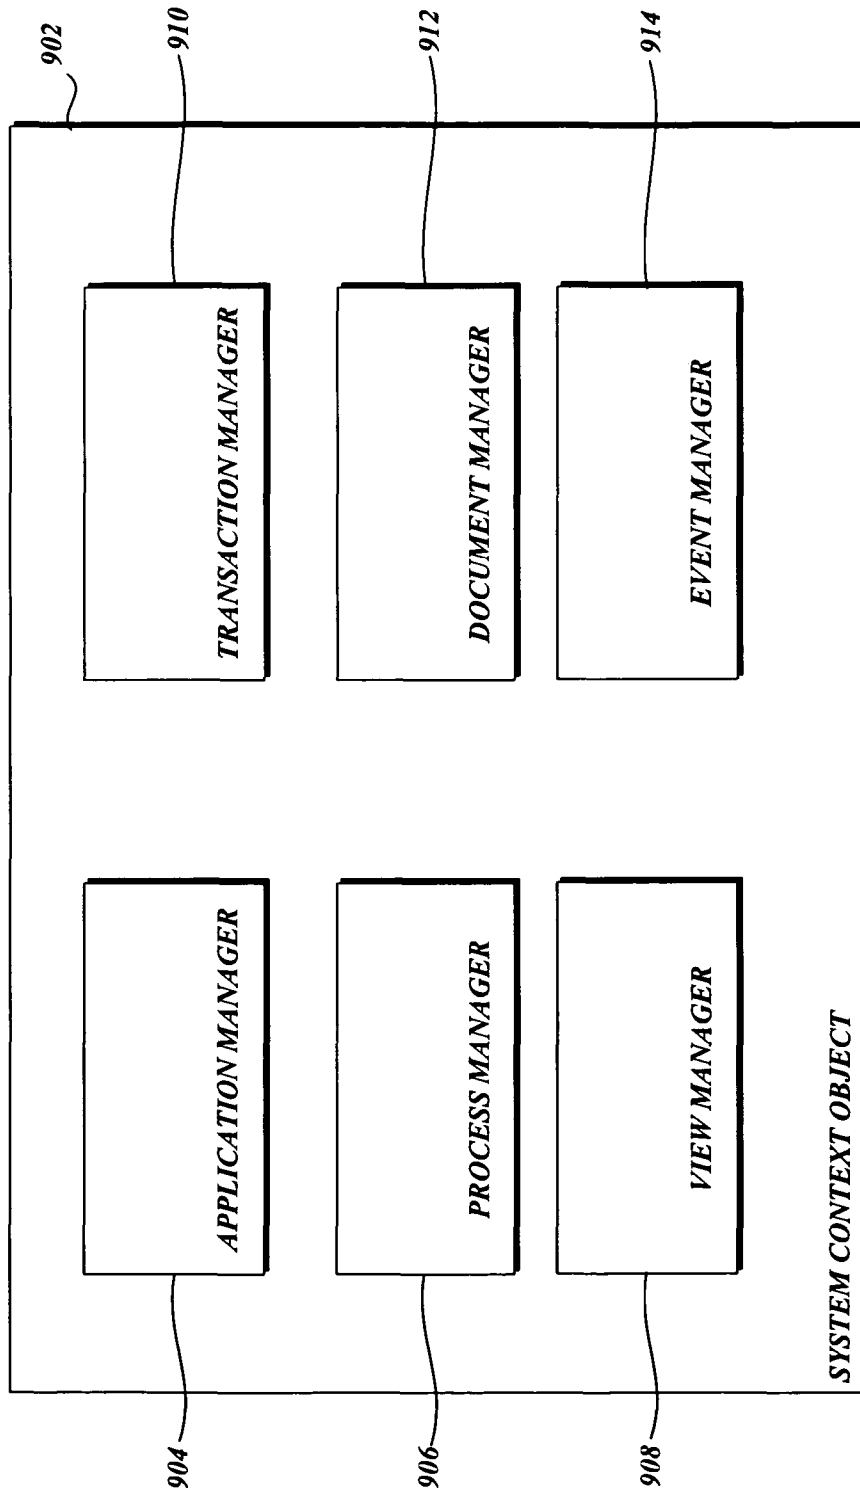 902
904
APPLICATION MANAGER
TRANSACTION MANAGER
910
906
PROCESS MANAGER
DOCUMENT MANAGER
912
908
VIEW MANAGER
EVENT MANAGER
914
SYSTEM CONTEXT OBJECT